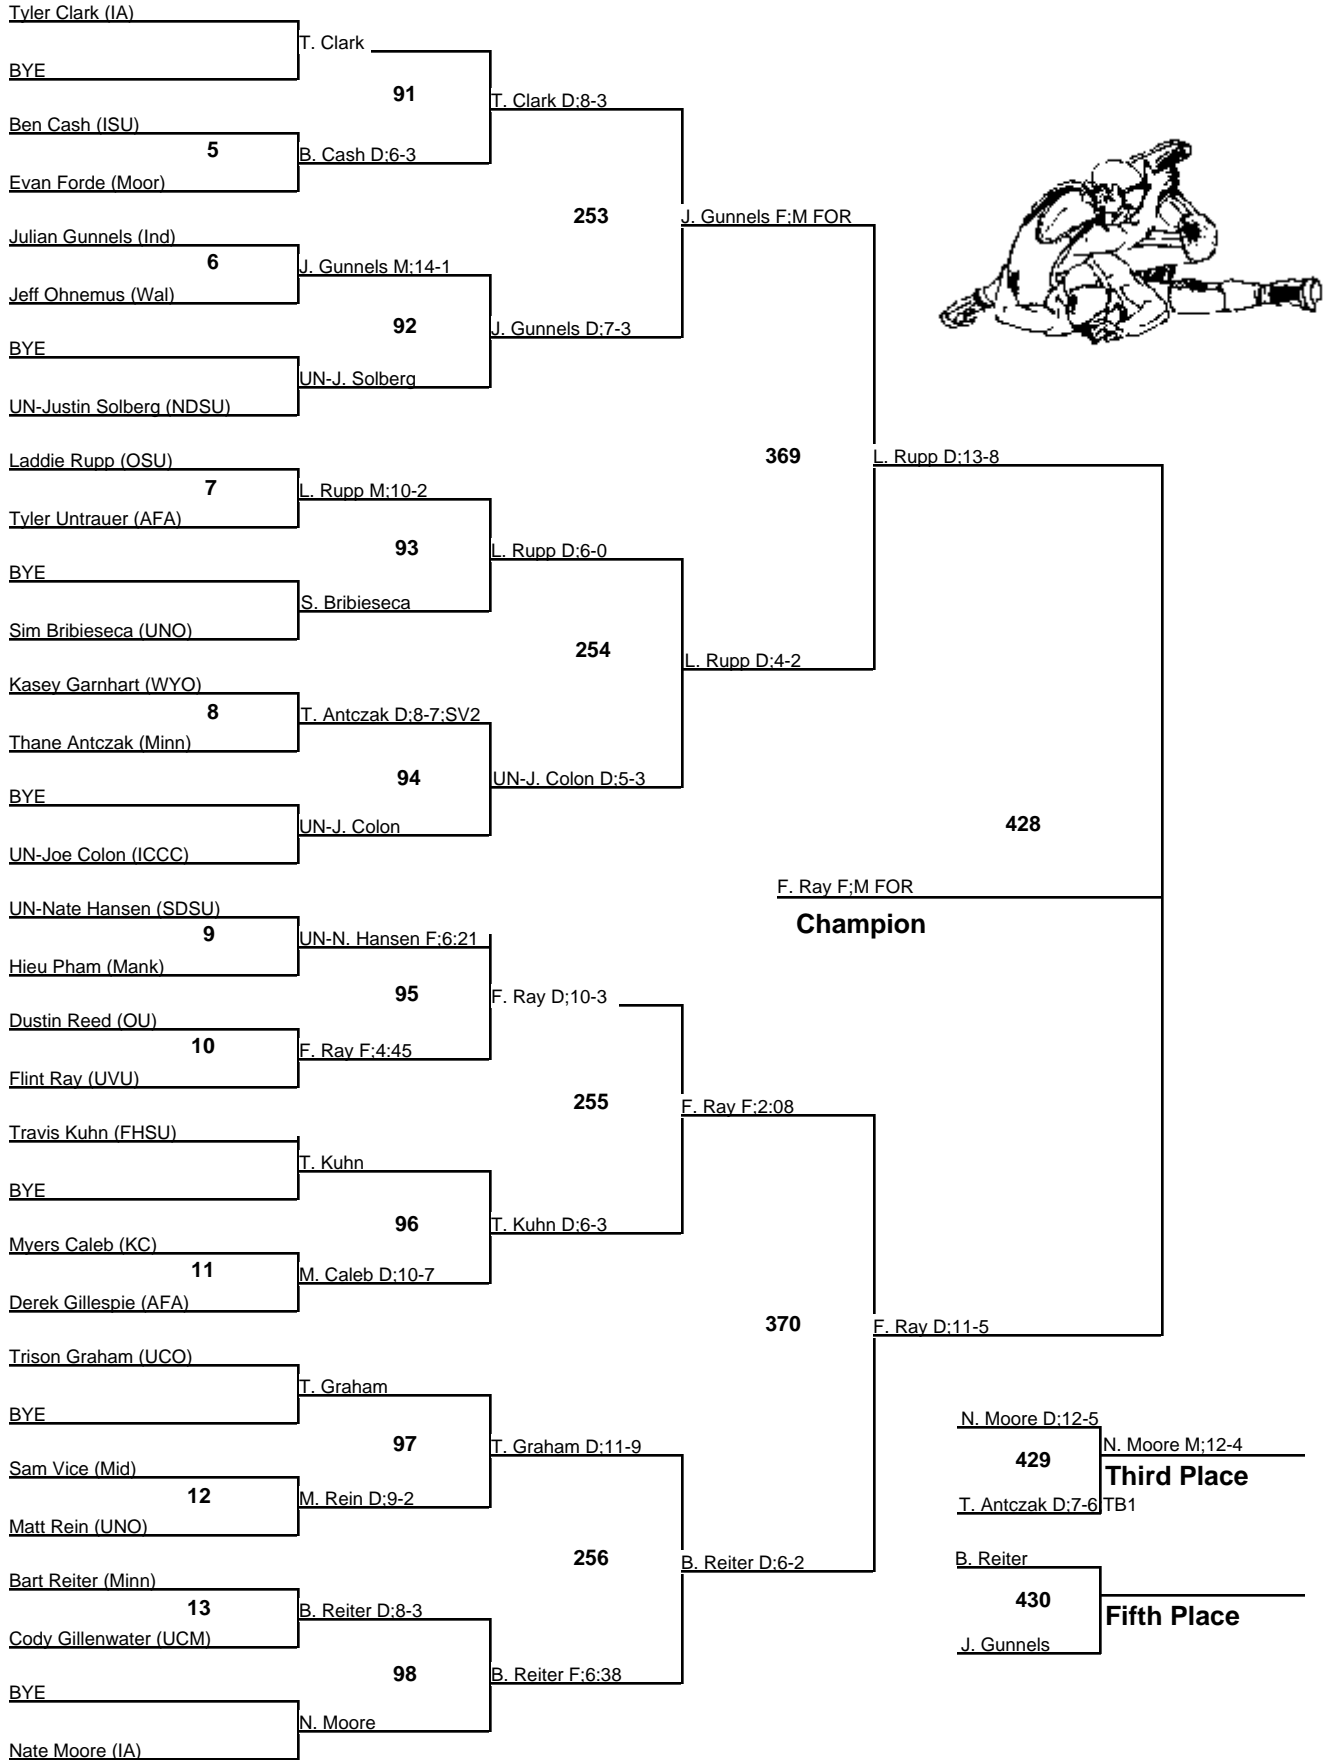 Tyler Clark (IA)
T. Clark
BYE
91
T. Clark D;8-3
Ben Cash (ISU)
5
B. Cash D;6-3
Evan Forde (Moor)
253
J. Gunnels F;M FOR
Julian Gunnels (Ind)
6
J. Gunnels M;14-1
Jeff Ohnemus (Wal)
92
J. Gunnels D;7-3
BYE
UN-J. Solberg
UN-Justin Solberg (NDSU)
369
L. Rupp D;13-8
Laddie Rupp (OSU)
7
L. Rupp M;10-2
Tyler Untrauer (AFA)
93
L. Rupp D;6-0
BYE
S. Bribieseca
Sim Bribieseca (UNO)
254
L. Rupp D;4-2
Kasey Garnhart (WYO)
8
T. Antczak D;8-7;SV2
Thane Antczak (Minn)
94
UN-J. Colon D;5-3
BYE
UN-J. Colon
428
UN-Joe Colon (ICCC)
F. Ray F;M FOR
Champion
UN-Nate Hansen (SDSU)
9
UN-N. Hansen F;6:21
Hieu Pham (Mank)
95
F. Ray D;10-3
Dustin Reed (OU)
10
F. Ray F;4:45
Flint Ray (UVU)
255
F. Ray F;2:08
Travis Kuhn (FHSU)
T. Kuhn
BYE
96
T. Kuhn D;6-3
Myers Caleb (KC)
11
M. Caleb D;10-7
Derek Gillespie (AFA)
370
F. Ray D;11-5
Trison Graham (UCO)
T. Graham
BYE
97
T. Graham D;11-9
Sam Vice (Mid)
12
M. Rein D;9-2
Matt Rein (UNO)
256
B. Reiter D;6-2
Bart Reiter (Minn)
13
B. Reiter D;8-3
Cody Gillenwater (UCM)
98
B. Reiter F;6:38
BYE
N. Moore
Nate Moore (IA)
N. Moore D;12-5
429
N. Moore M;12-4
Third Place
T. Antczak D;7-6 TB1
B. Reiter
430
Fifth Place
J. Gunnels